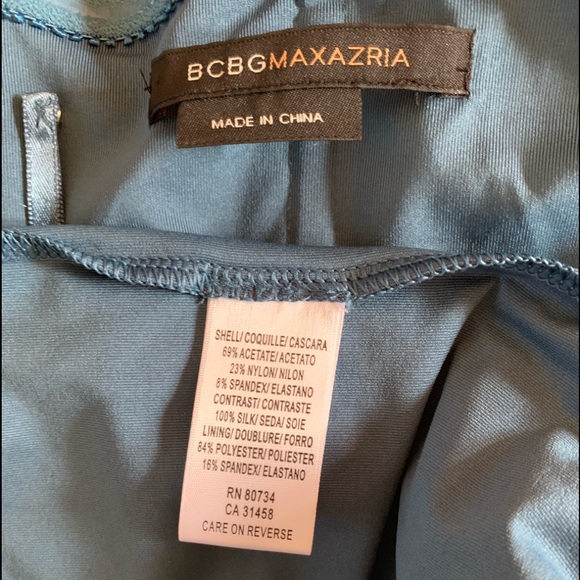 BCBGMAXAZRIA
MADE IN CHINA
SHELL/ COQUILLE/ CASCARA
69% ACETATE/ ACETATO
23% NYLON/ NILON
8% SPANDEX/ ELASTANO
CONTRAST/ CONTRASTE
100% SILK/ SEDA/ SOIE
LINING/ DOUBLURE/ FORRO
84% POLYESTER/ POLIESTER
16% SPANDEX/ ELASTANO
RN 80734
CA 31458
CARE ON REVERSE